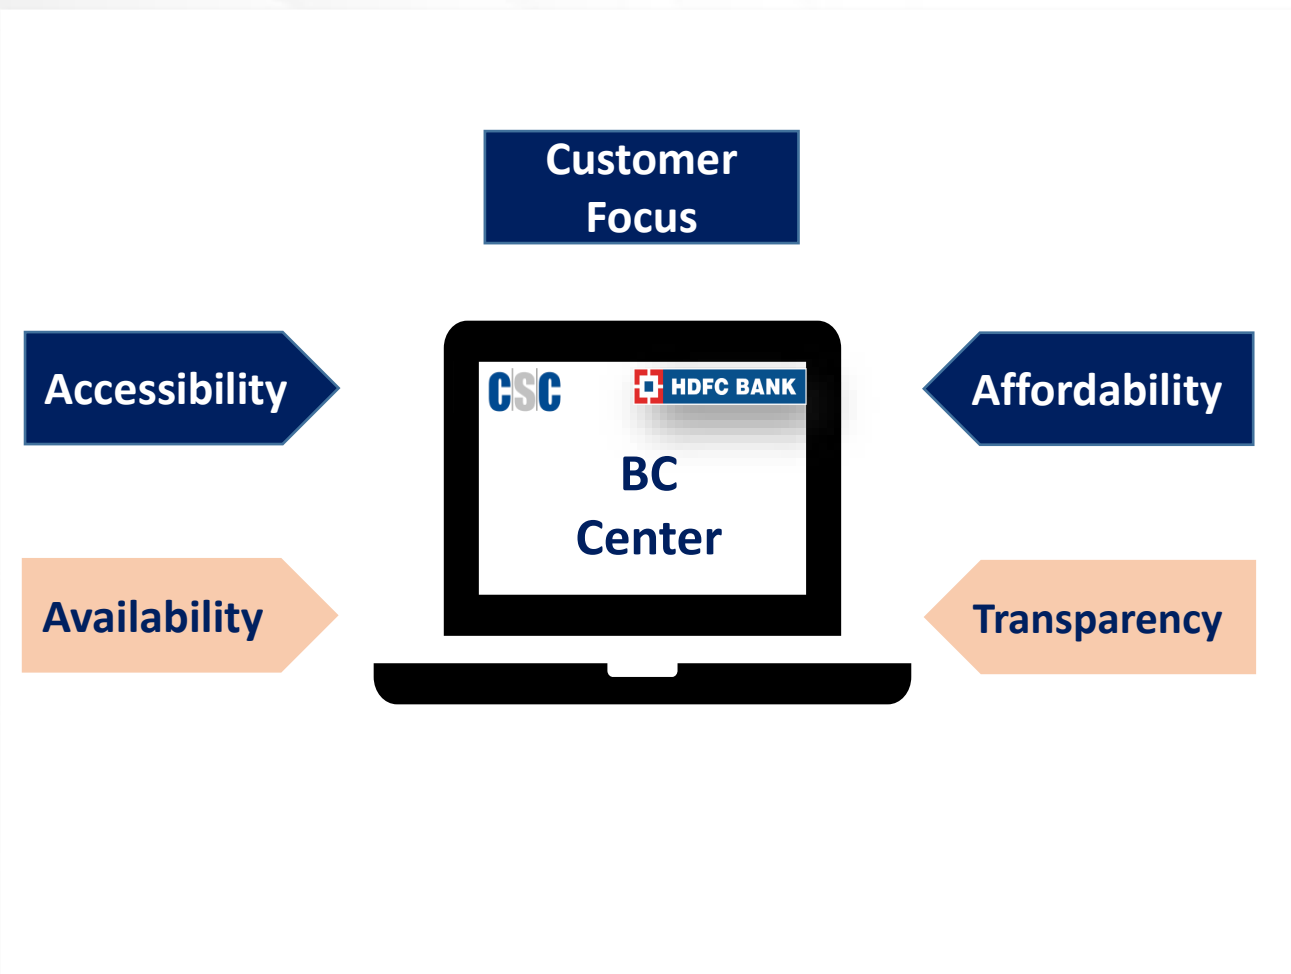 Customer
Focus
Accessibility
CSC
HDFC BANK
Affordability
BC
Center
Availability
Transparency